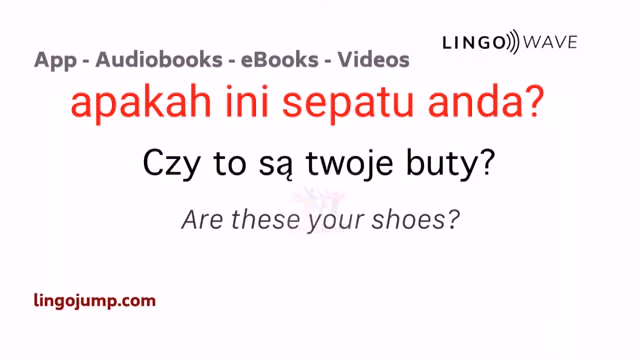 LINGO WAVE
App - Audiobooks - eBooks - Videos
apakah ini sepatu anda?
Czy to są twoje buty?
Are these your shoes?
lingojump.com